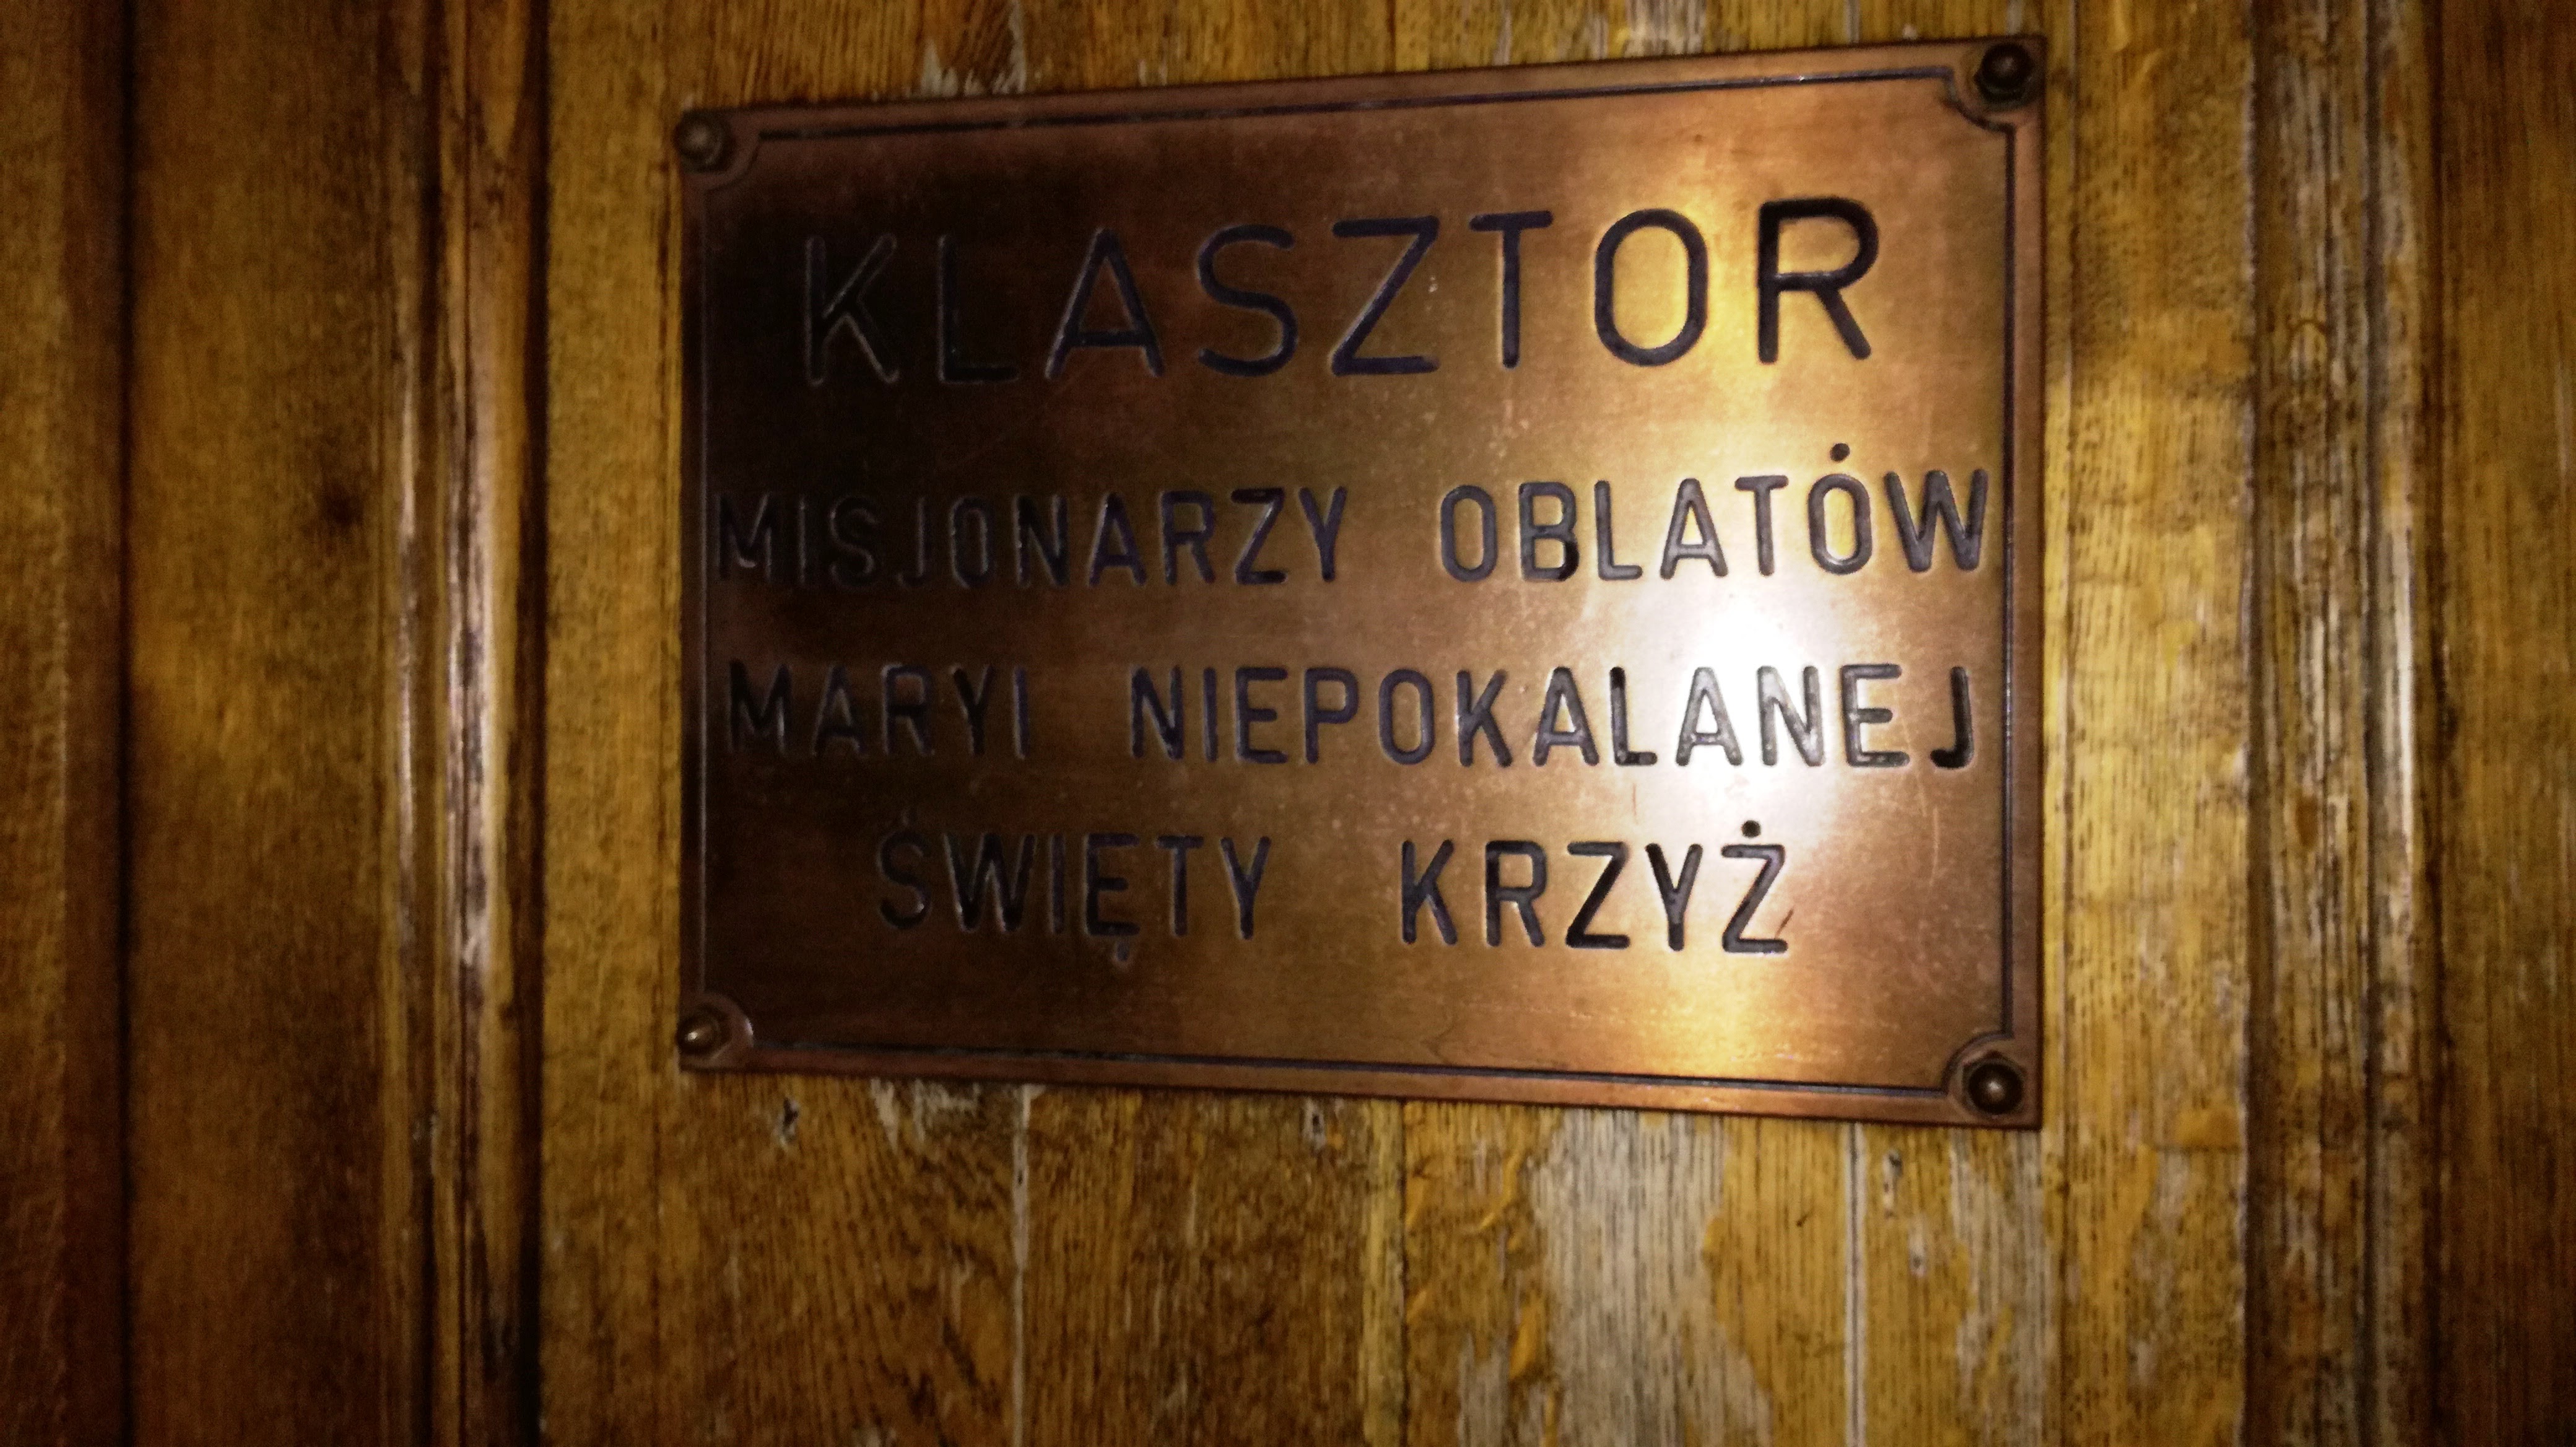 KLASZTOR
MISJONARZY OBLATÓW
MARYI NIEPOKALANEJ
ŚWIĘTY KRZYŻ